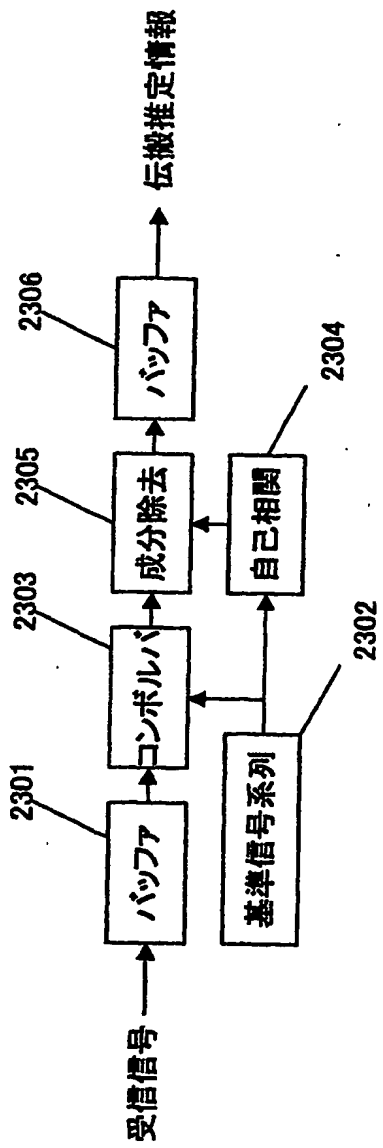 受信信号
2301
バッファ
2303
コンボルバ
2305
成分除去
2306
バッファ
伝搬推定情報
2302
基準信号系列
2304
自己相関